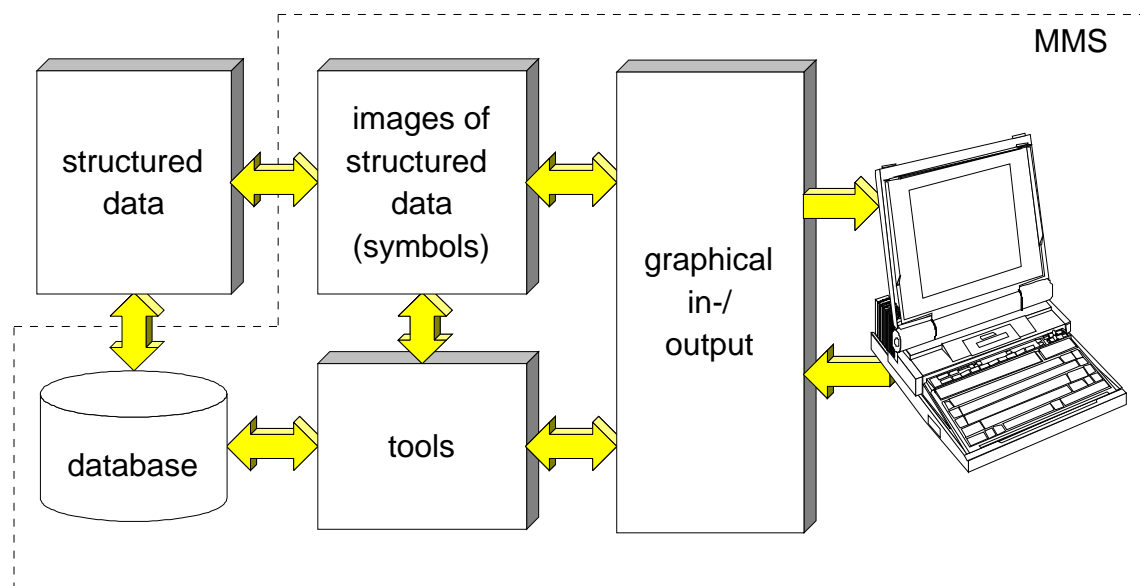 MMS
structured
data
images of
structured
data
(symbols)
graphical
in-/
output
database
tools